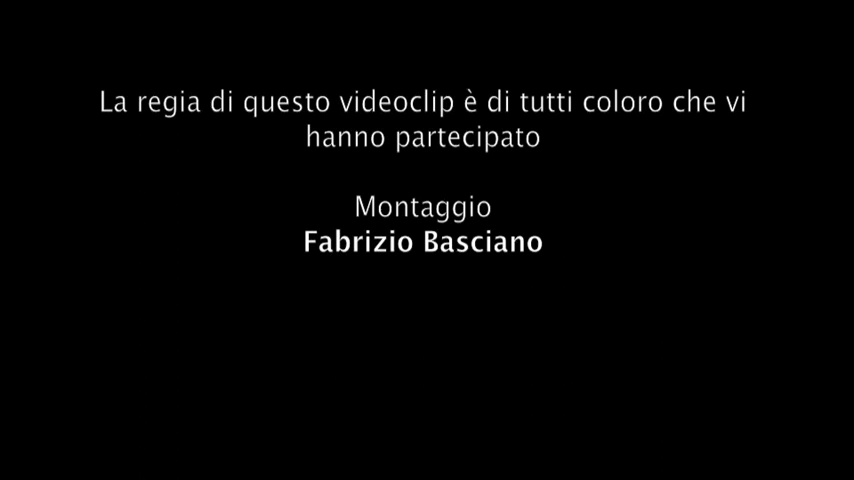 La regia di questo videoclip è di tutti coloro che vi
hanno partecipato
Montaggio
Fabrizio Basciano